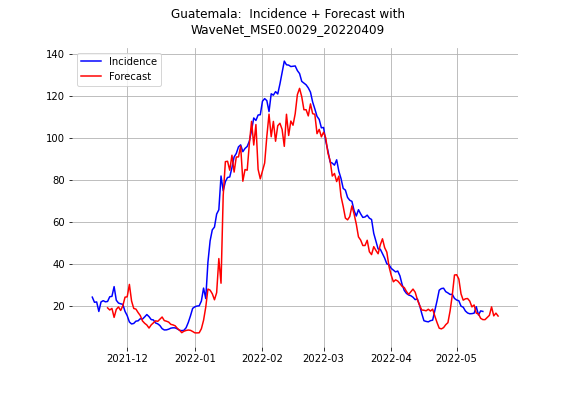 Guatemala:  Incidence + Forecast with
WaveNet_MSE0.0029_20220409
Incidence
Forecast
140
120
100
80
60
40
20
2021-12 2022-01 2022-02 2022-03 2022-04 2022-05